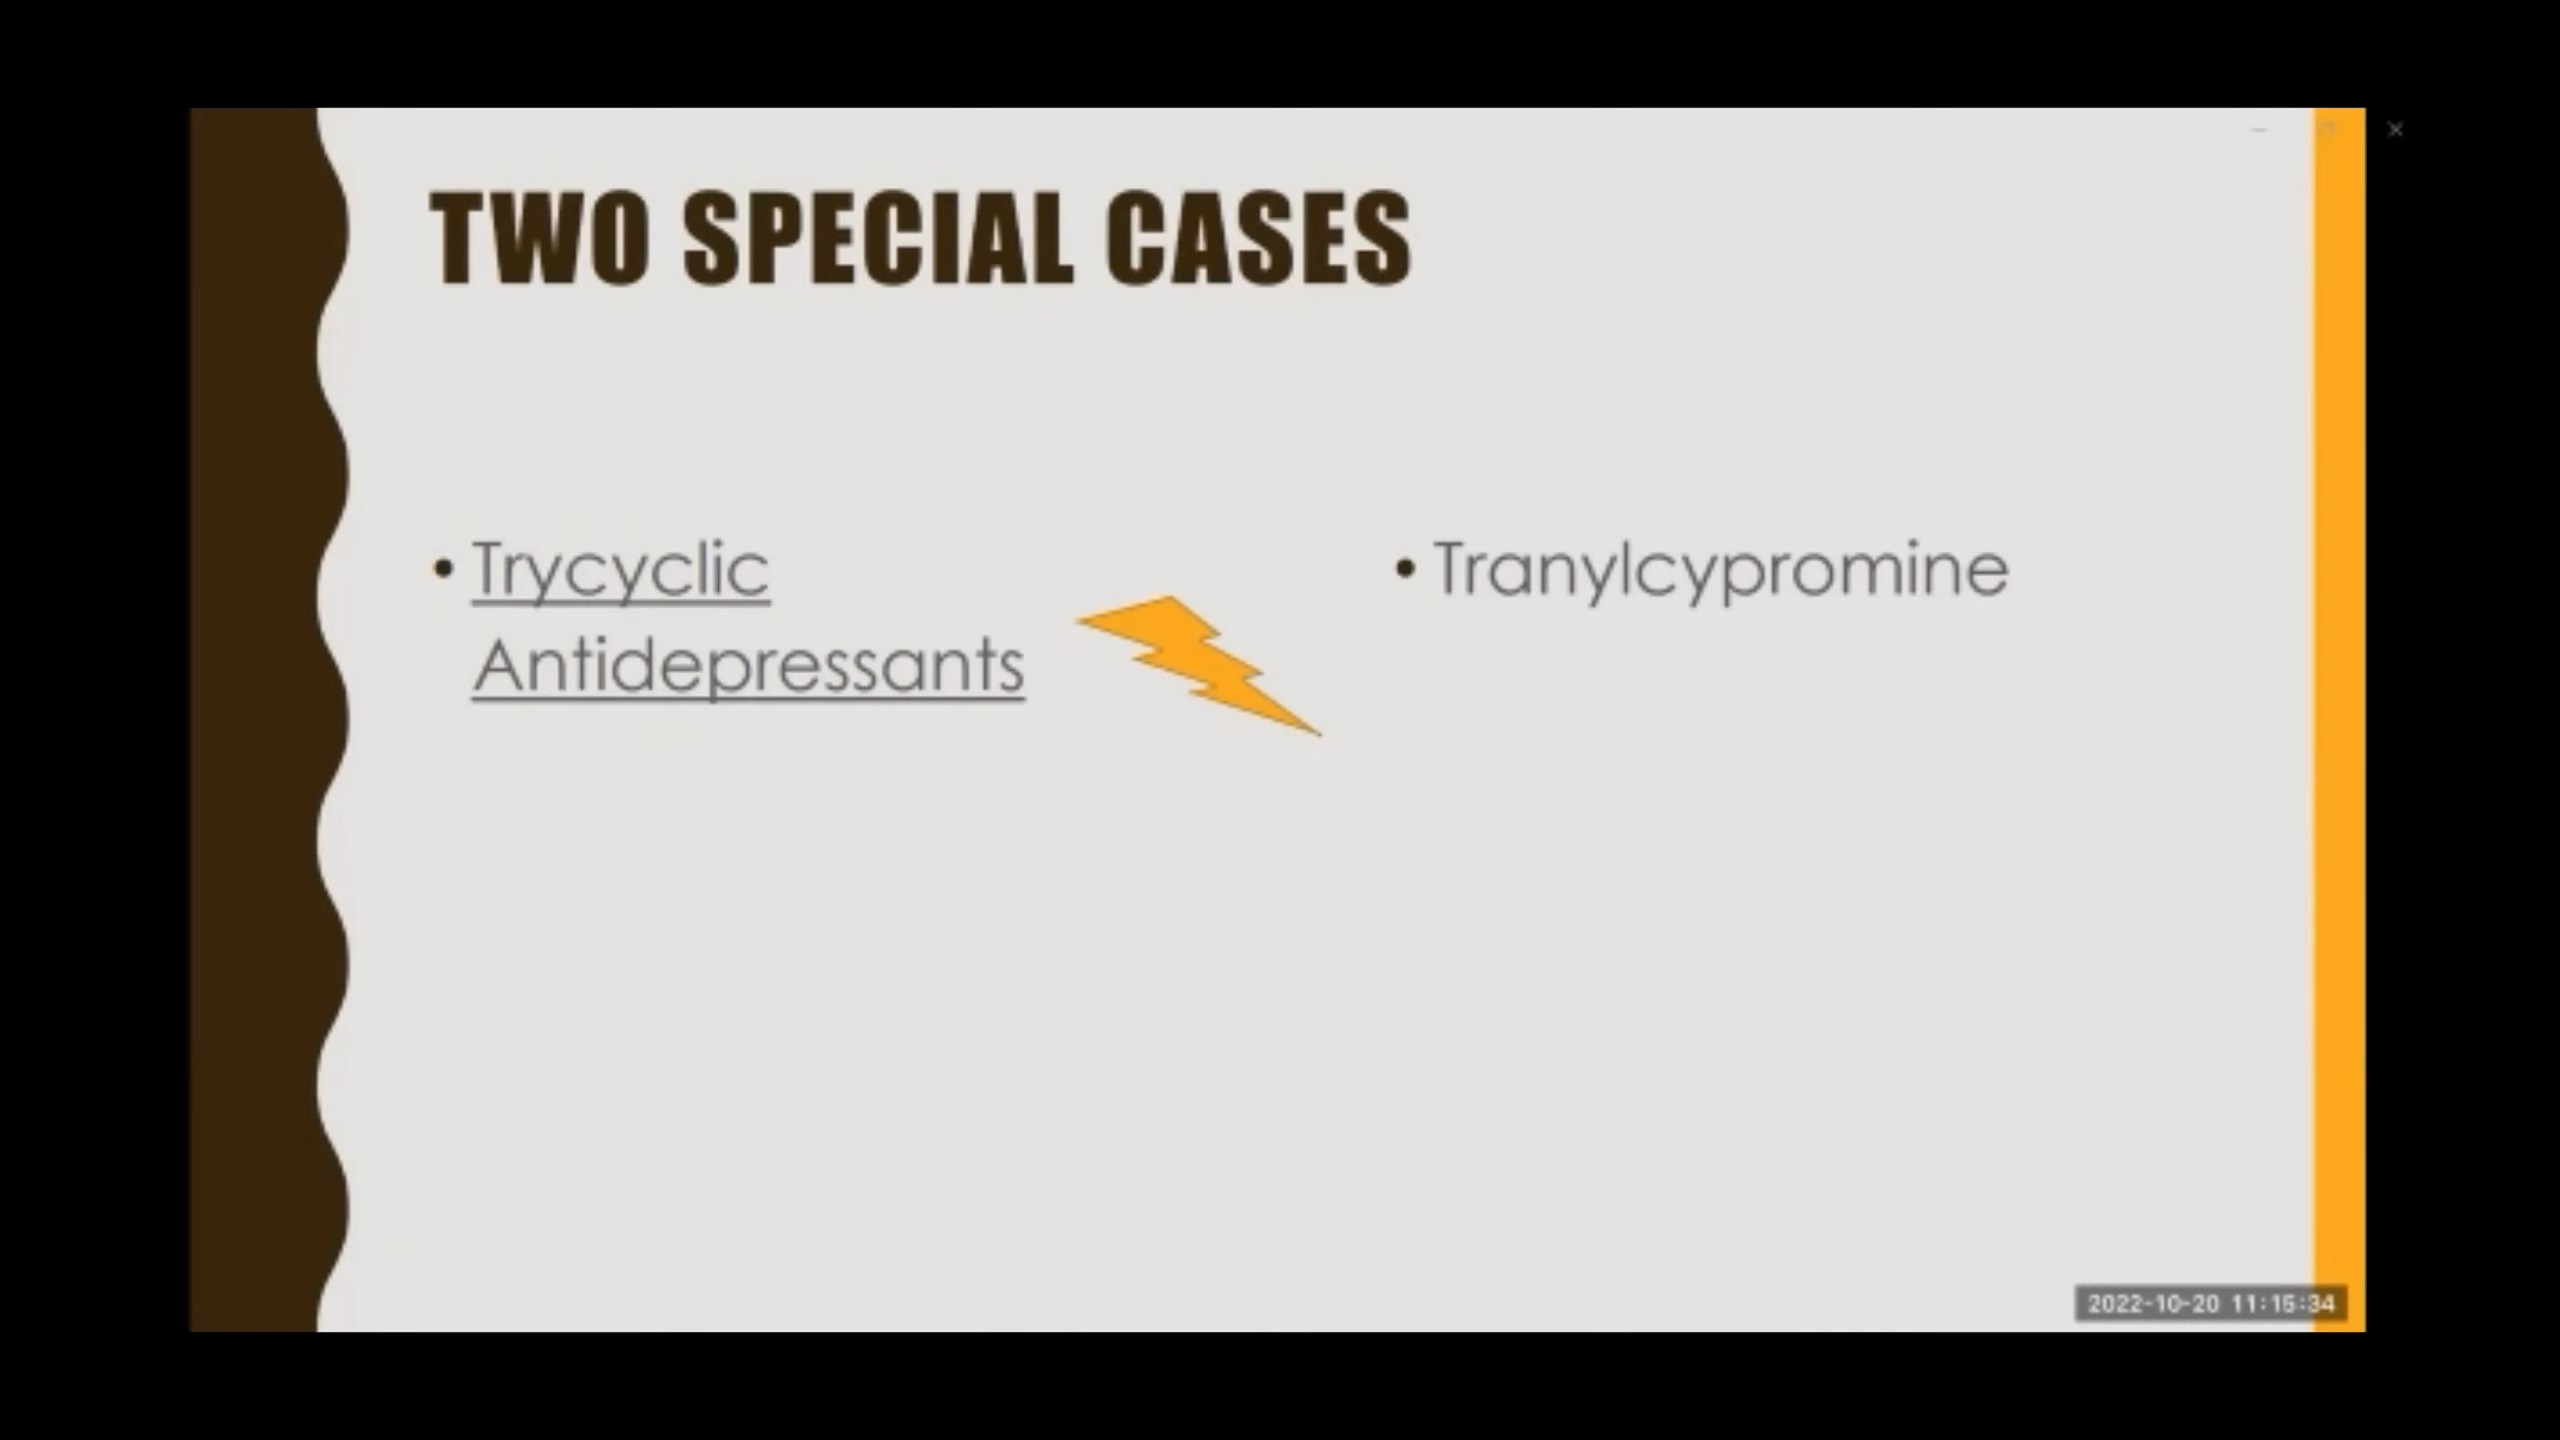 TWO SPECIAL CASES
• Trycyclic
Antidepressants
• Tranylcypromine
2022-10-20 11:15:34